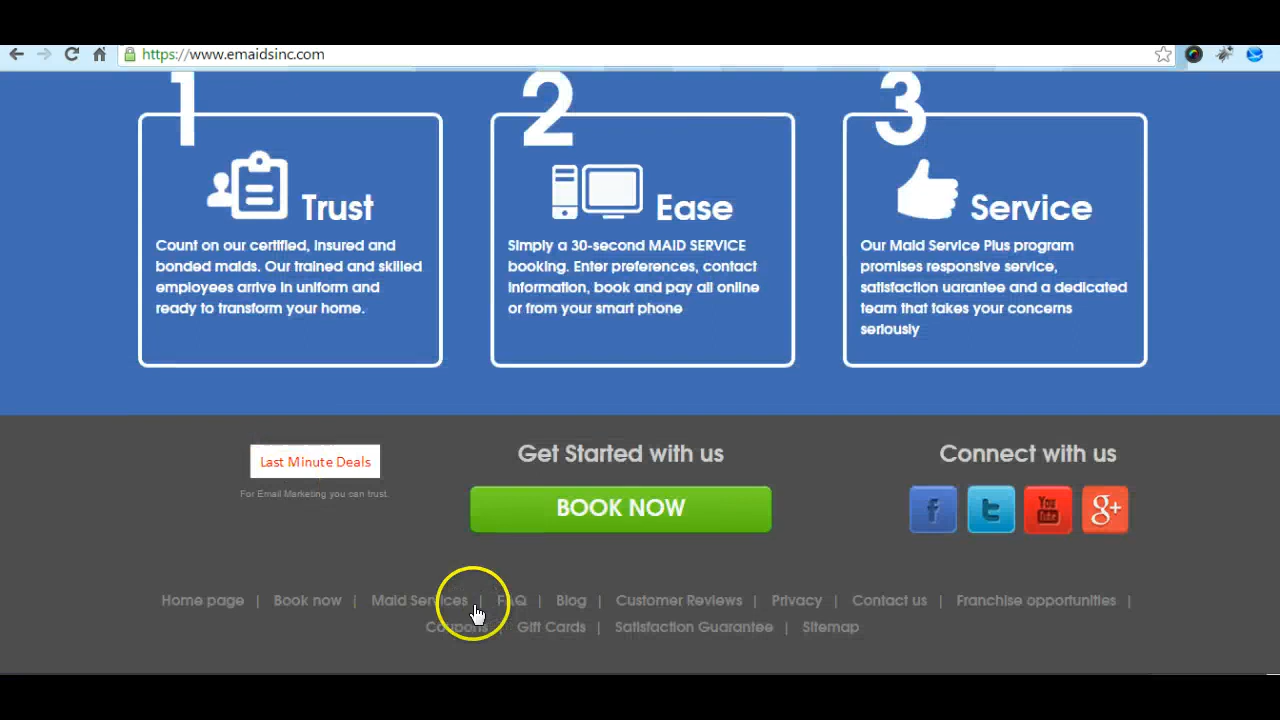 https://www.emaidsinc.com
1
2
3
Trust
Count on our certified, insured and
bonded maids. Our trained and skilled
employees arrive in uniform and
ready to transform your home.
Ease
Simply a 30-second MAID SERVICE
booking. Enter preferences, contact
information, book and pay all online
or from your smart phone
Service
Our Maid Service Plus program
promises responsive service,
satisfaction uarantee and a dedicated
team that takes your concerns
seriously
Last Minute Deals
For Email Marketing you can trust.
Get Started with us
BOOK NOW
Connect with us
f t You Tube g+
Home page | Book now | Maid Services | FAQ | Blog | Customer Reviews | Privacy | Contact us | Franchise opportunities |
Coupons | Gift Cards | Satisfaction Guarantee | Sitemap